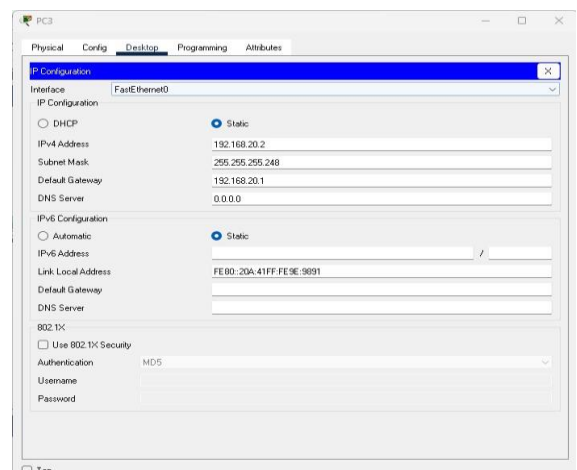 PC3
Physical Config Desktop Programming Attributes
IP Configuration X
Interface FastEthernet0
IP Configuration
DHCP Static
IPv4 Address 192.168.20.2
Subnet Mask 255.255.255.248
Default Gateway 192.168.20.1
DNS Server 0.0.0.0
IPv6 Configuration
Automatic Static
IPv6 Address /
Link Local Address FE80::20A:41FF:FE9E:9891
Default Gateway
DNS Server
802.1X
Use 802.1X Security
Authentication MD5
Username
Password